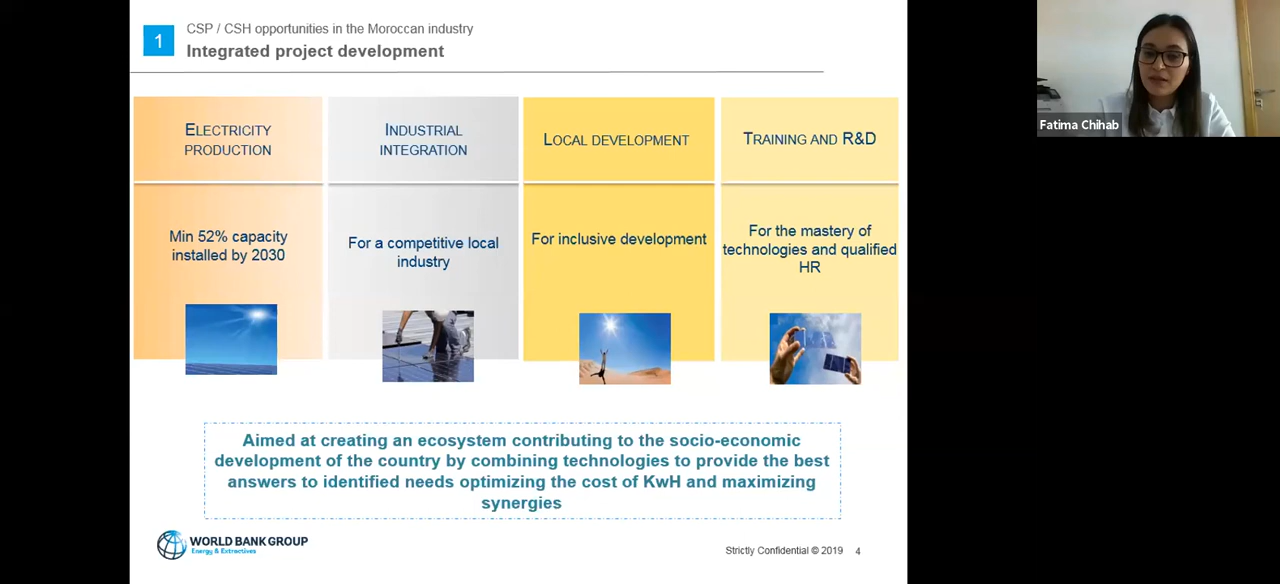 1
CSP / CSH opportunities in the Moroccan industry
Integrated project development
ELECTRICITY
PRODUCTION
INDUSTRIAL
INTEGRATION
LOCAL DEVELOPMENT
TRAINING AND R&D
Min 52% capacity
installed by 2030
For a competitive local
industry
For inclusive development
For the mastery of
technologies and qualified
HR
Aimed at creating an ecosystem contributing to the socio-economic
development of the country by combining technologies to provide the best
answers to identified needs optimizing the cost of KwH and maximizing
synergies
WORLD BANK GROUP
Energy & Extractives
Strictly Confidential © 2019 4
Fatima Chihab